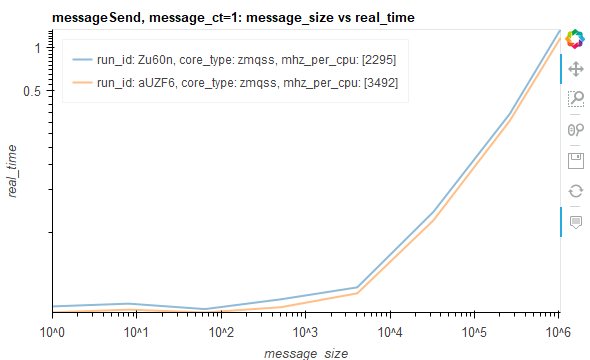 messageSend, message_ct=1: message_size vs real_time
run_id: Zu60n, core_type: zmqss, mhz_per_cpu: [2295]
run_id: aUZF6, core_type: zmqss, mhz_per_cpu: [3492]
1
0.5
real_time
10^0 10^1 10^2 10^3 10^4 10^5 10^6
message_size